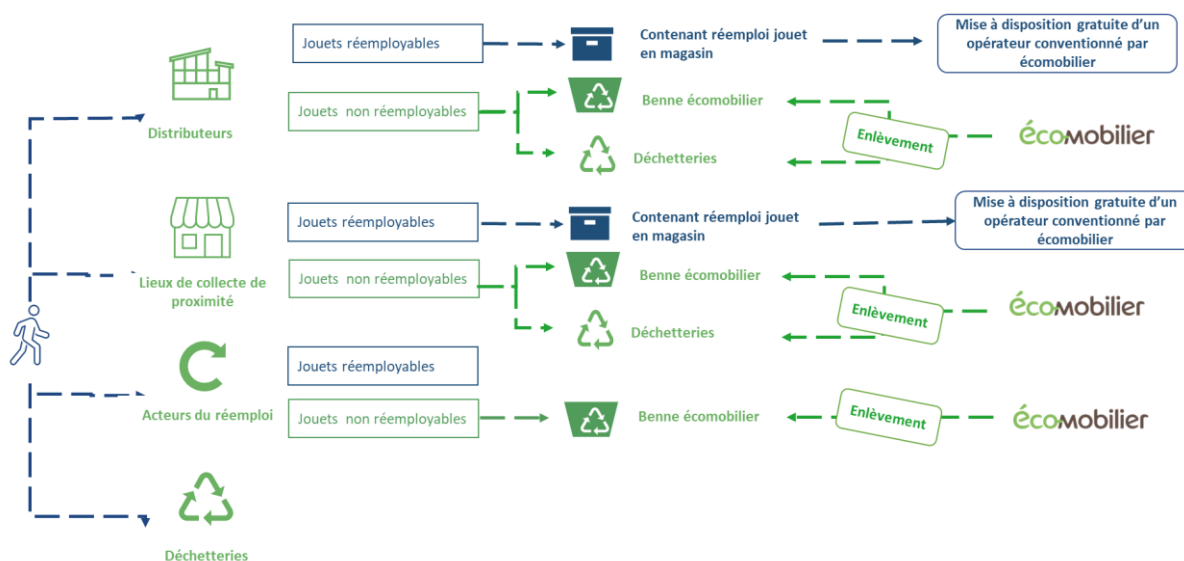 Jouets réemployables
Contenant réemploi jouet
en magasin
Mise à disposition gratuite d'un
opérateur conventionné par
écomobilier
Distributeurs
Jouets non réemployables
Benne écomobilier
Déchetteries
Enlèvement
écomobilier
Lieux de collecte de
proximité
Jouets réemployables
Contenant réemploi jouet
en magasin
Mise à disposition gratuite d'un
opérateur conventionné par
écomobilier
Jouets non réemployables
Benne écomobilier
Déchetteries
Enlèvement
écomobilier
Acteurs du réemploi
Jouets réemployables
Jouets non réemployables
Benne écomobilier
Enlèvement
écomobilier
Déchetteries